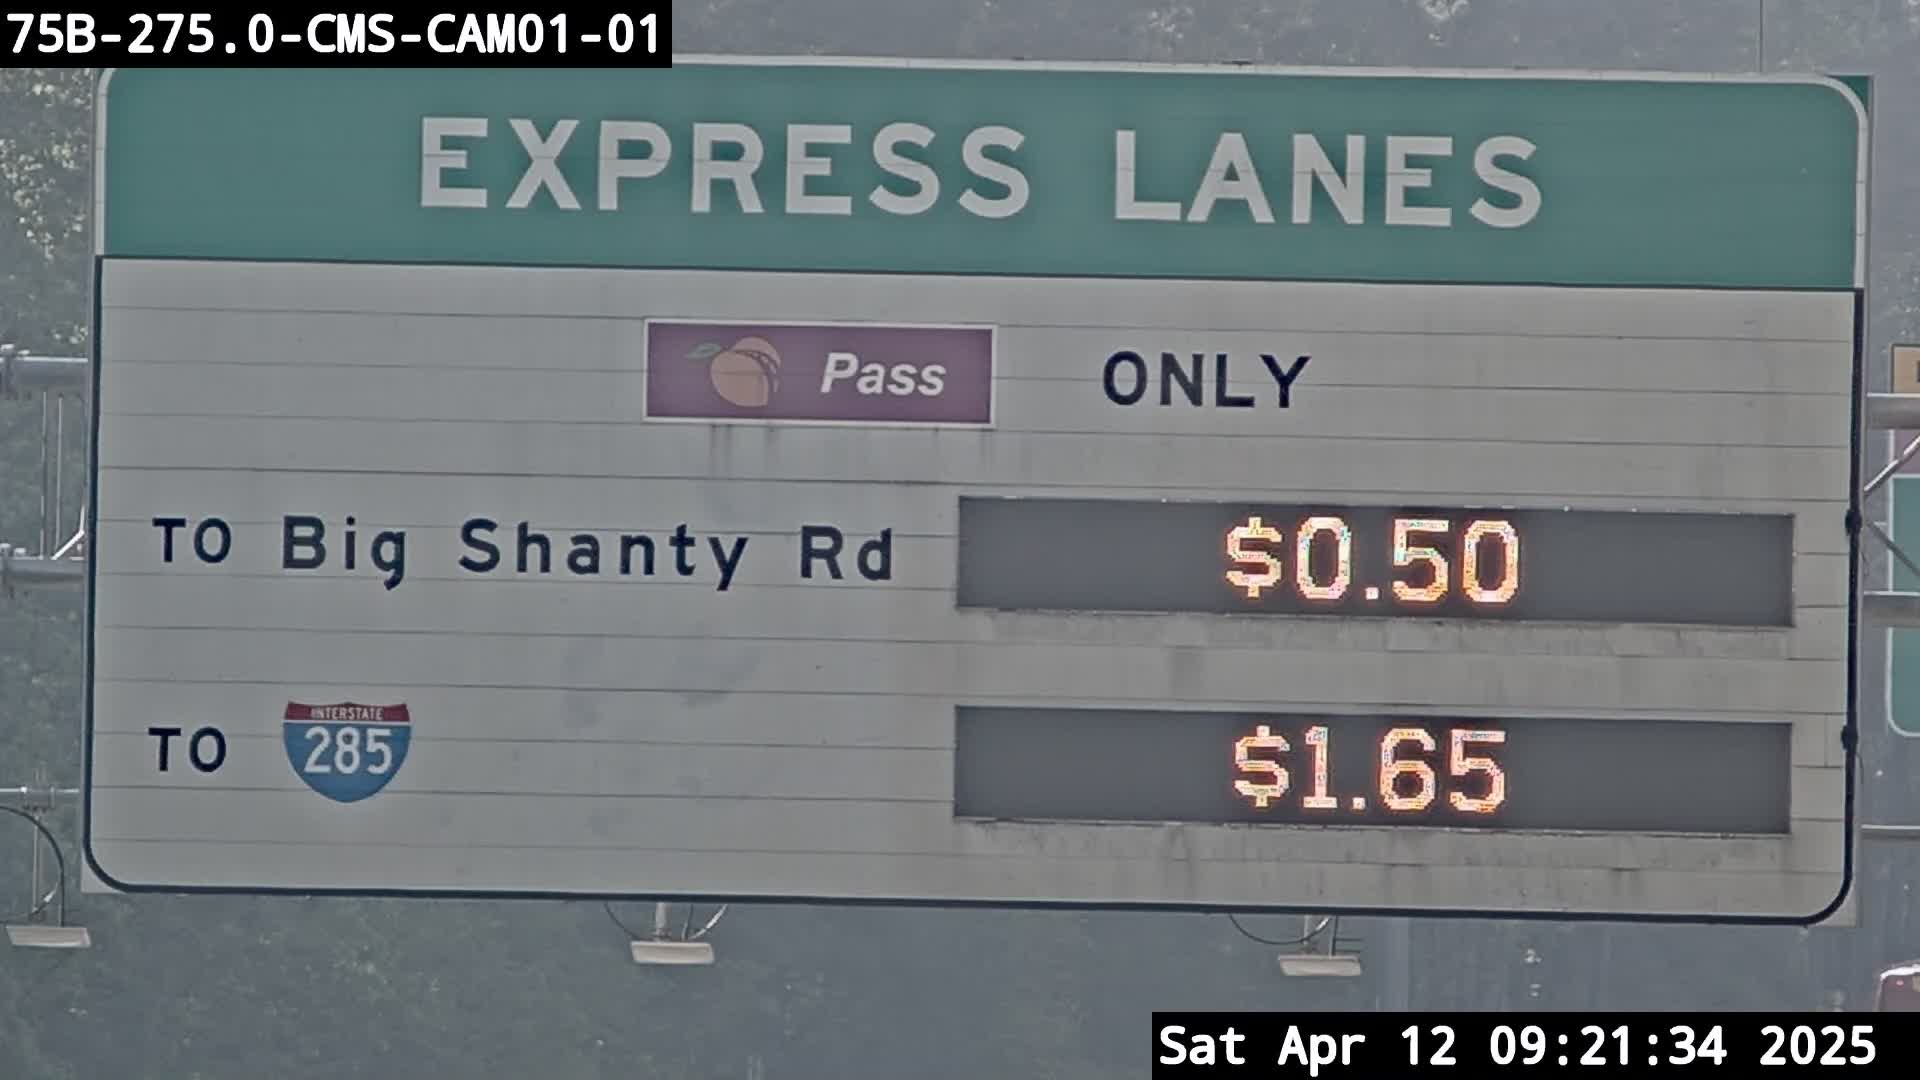 75B-275.0-CMS-CAM01-01
EXPRESS LANES
Pass ONLY
TO Big Shanty Rd $0.50
TO INTERSTATE 285 $1.65
Sat Apr 12 09:21:34 2025